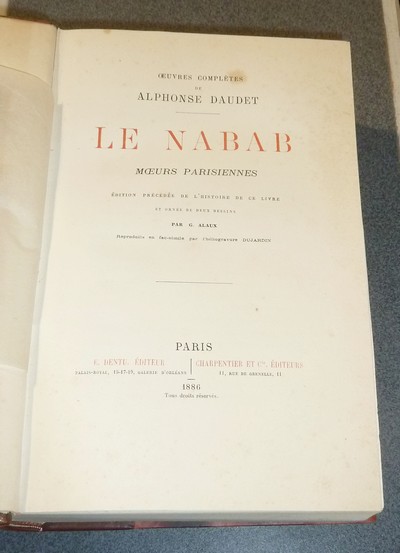 ŒUVRES COMPLÈTES
DE
ALPHONSE DAUDET
LE NABAB
MŒURS PARISIENNES
ÉDITION PRÉCÉDÉE DE L'HISTOIRE DE CE LIVRE
ET ORNÉE DE DEUX DESSINS
PAR G. ALAUX
Reproduits en fac-simile par l'héliogravure DUJARDIN
PARIS
E. DENTU, ÉDITEUR
PALAIS-ROYAL, 15-17-19, GALERIE D'ORLÉANS
CHARPENTIER ET Cie, ÉDITEURS
11, RUE DE GRENELLE, 11
1886
Tous droits réservés.